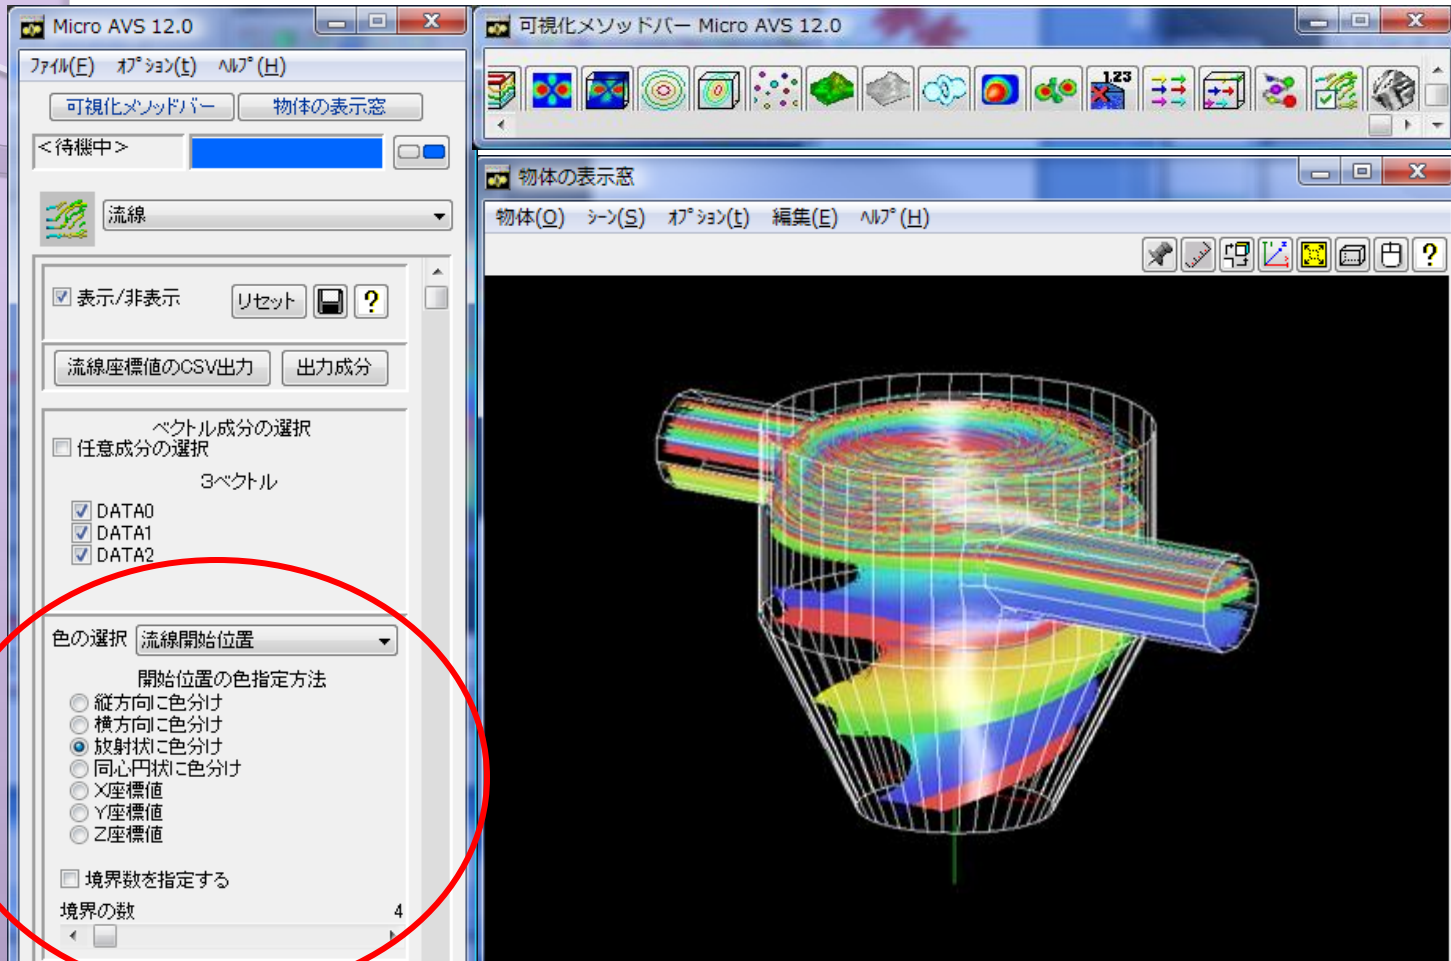 Micro AVS 12.0
ﾌｧｲﾙ(F) ｵﾌﾟｼｮﾝ(t) ﾍﾙﾌﾟ(H)
可視化メソッドバー 物体の表示窓
<待機中>
流線
表示/非表示 リセット ?
流線座標値のCSV出力 出力成分
ベクトル成分の選択
任意成分の選択
3ベクトル
DATA0
DATA1
DATA2
色の選択 流線開始位置
開始位置の色指定方法
縦方向に色分け
横方向に色分け
放射状に色分け
同心円状に色分け
X座標値
Y座標値
Z座標値
境界数を指定する
境界の数 4
可視化メソッドバー Micro AVS 12.0
1.23
物体の表示窓
物体(O) ｼｰﾝ(S) ｵﾌﾟｼｮﾝ(t) 編集(E) ﾍﾙﾌﾟ(H)
?